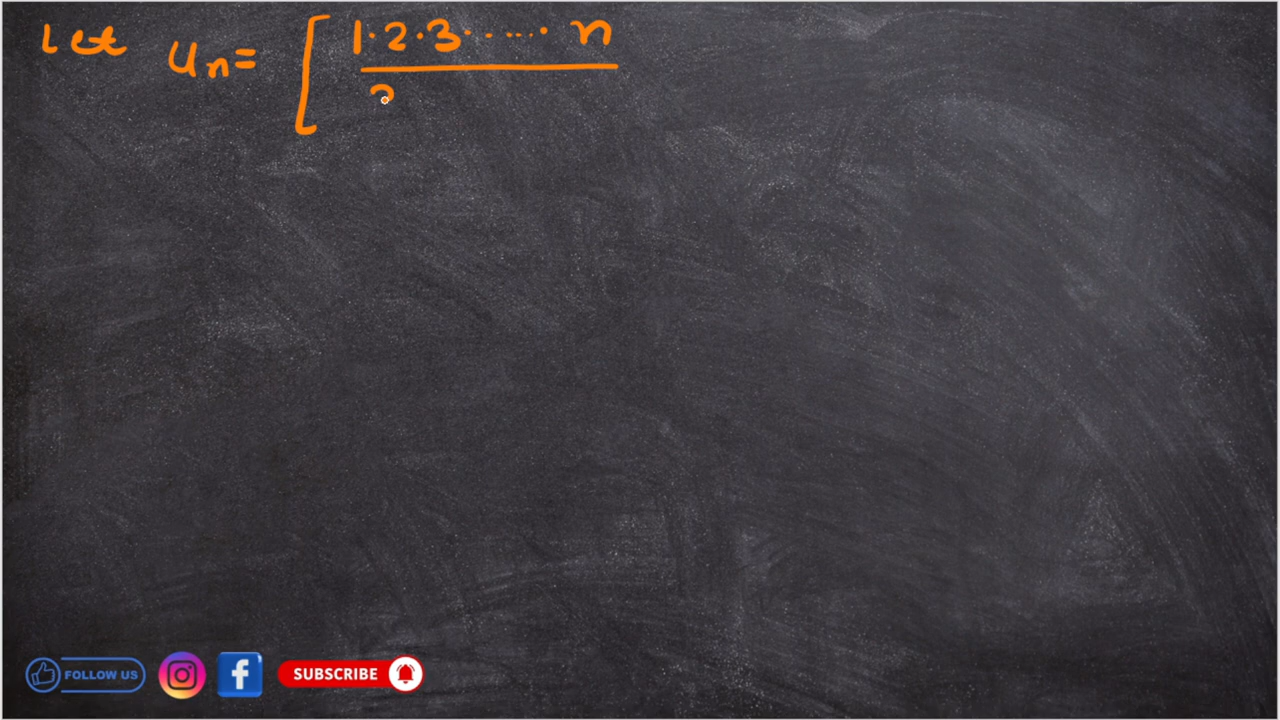 Let uₙ = [ 1·2·3· ····· n
FOLLOW US
SUBSCRIBE